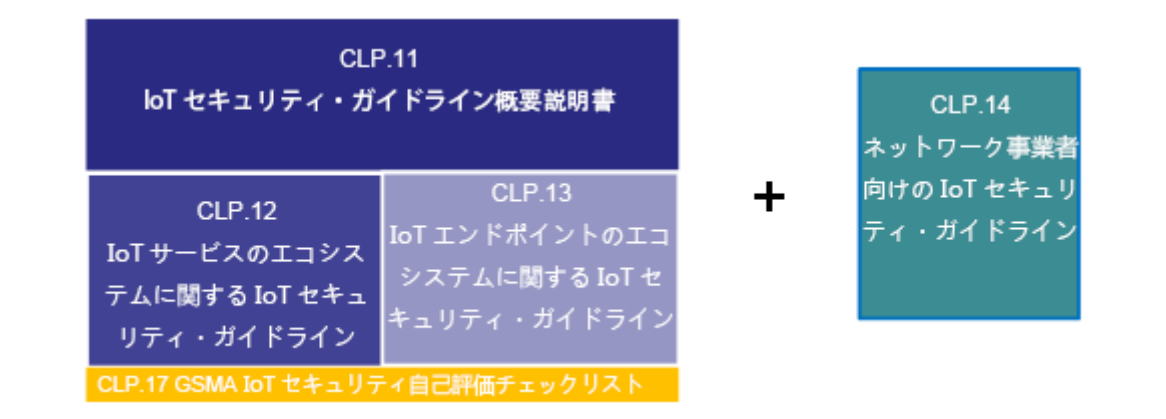 CLP.11
IoT セキュリティ・ガイドライン概要説明書
CLP.12
IoT サービスのエコシス
テムに関する IoT セキュ
リティ・ガイドライン
CLP.13
IoT エンドポイントのエコ
システムに関する IoT セ
キュリティ・ガイドライン
CLP.17 GSMA IoT セキュリティ自己評価チェックリスト
+
CLP.14
ネットワーク事業者
向けの IoT セキュリ
ティ・ガイドライン